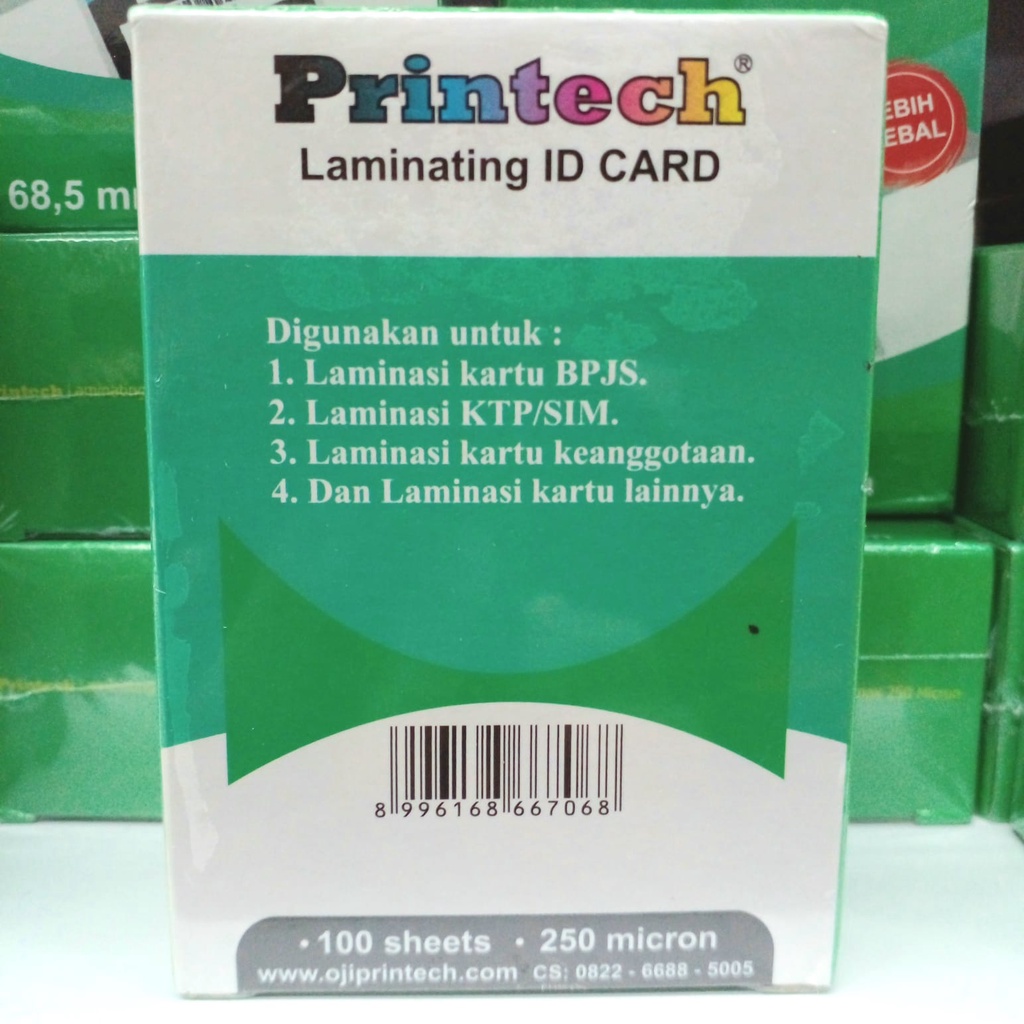 Printech®
Laminating ID CARD
EBIH
EBAL
68,5 m
Digunakan untuk :
1. Laminasi kartu BPJS.
2. Laminasi KTP/SIM.
3. Laminasi kartu keanggotaan.
4. Dan Laminasi kartu lainnya.
8 996168 667068
• 100 sheets • 250 micron
www.ojiprintech.com CS: 0822 - 6688 - 5005